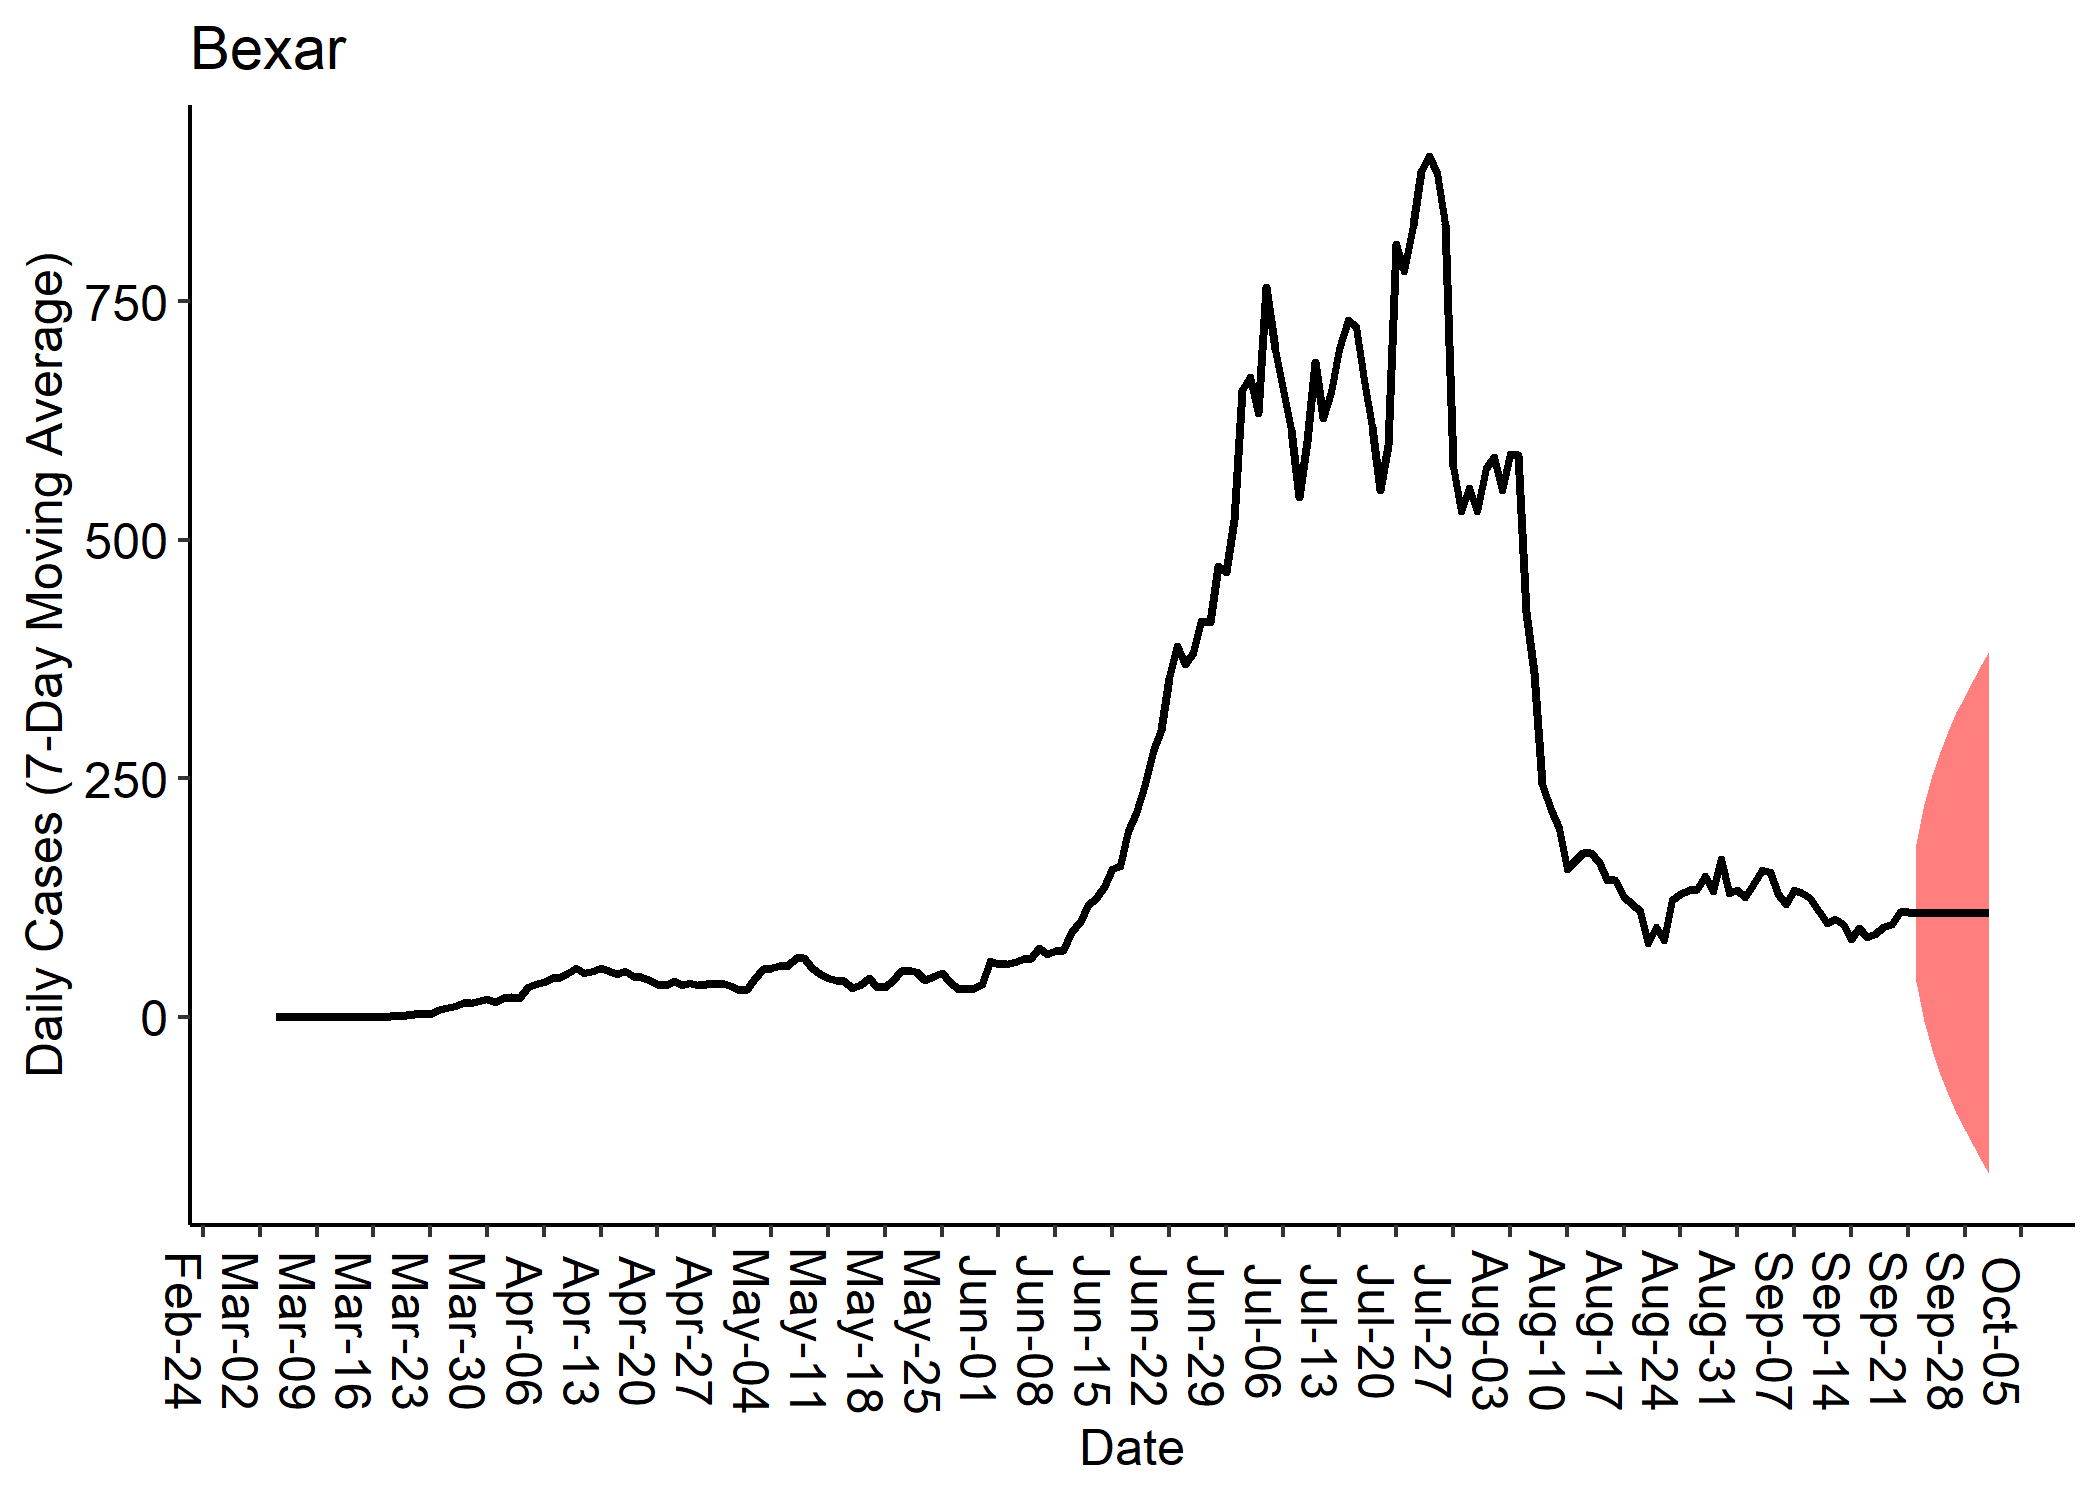 Bexar
Daily Cases (7-Day Moving Average)
750
500
250
0
Feb-24
Mar-02
Mar-09
Mar-16
Mar-23
Mar-30
Apr-06
Apr-13
Apr-20
Apr-27
May-04
May-11
May-18
May-25
Jun-01
Jun-08
Jun-15
Jun-22
Jun-29
Jul-06
Jul-13
Jul-20
Jul-27
Aug-03
Aug-10
Aug-17
Aug-24
Aug-31
Sep-07
Sep-14
Sep-21
Sep-28
Oct-05
Date